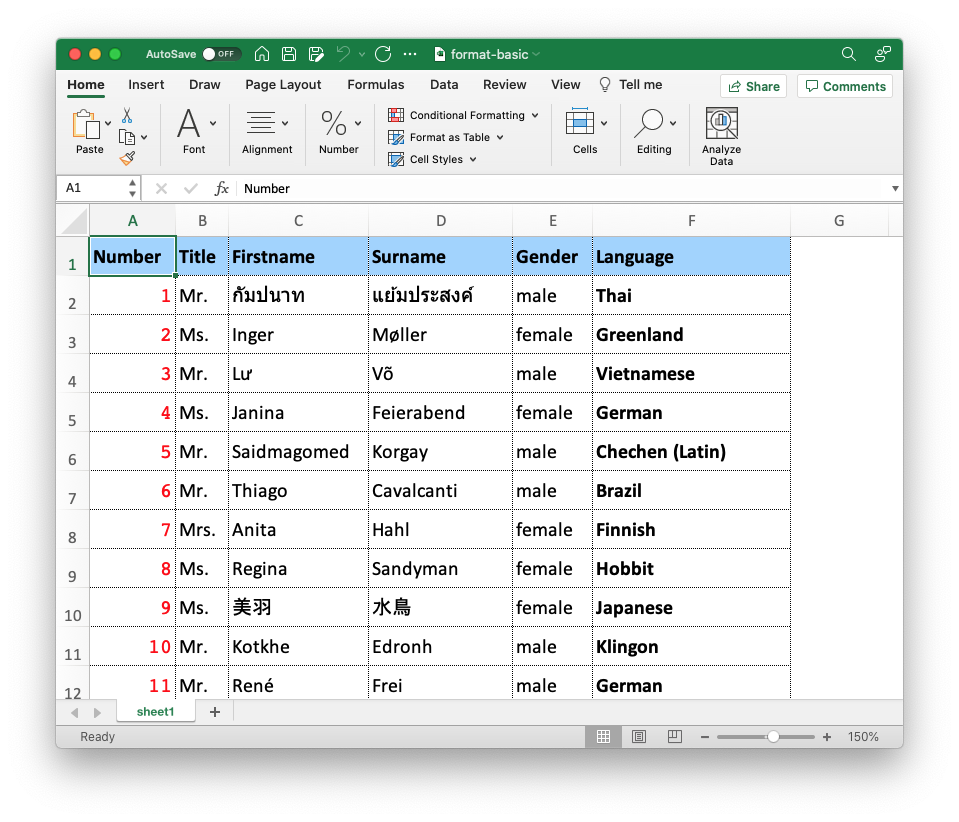 AutoSave OFF format-basic
Home Insert Draw Page Layout Formulas Data Review View Tell me Share Comments
Paste Font Alignment Number Conditional Formatting Format as Table Cell Styles Cells Editing Analyze Data
A1 fx Number
A B C D E F G
1 Number Title Firstname Surname Gender Language
2 1 Mr. กัมปนาท แย้มประสงค์ male Thai
3 2 Ms. Inger Møller female Greenland
4 3 Mr. Lư Võ male Vietnamese
5 4 Ms. Janina Feierabend female German
6 5 Mr. Saidmagomed Korgay male Chechen (Latin)
7 6 Mr. Thiago Cavalcanti male Brazil
8 7 Mrs. Anita Hahl female Finnish
9 8 Ms. Regina Sandyman female Hobbit
10 9 Ms. 美羽 水鳥 female Japanese
11 10 Mr. Kotkhe Edronh male Klingon
12 11 Mr. René Frei male German
sheet1
Ready 150%